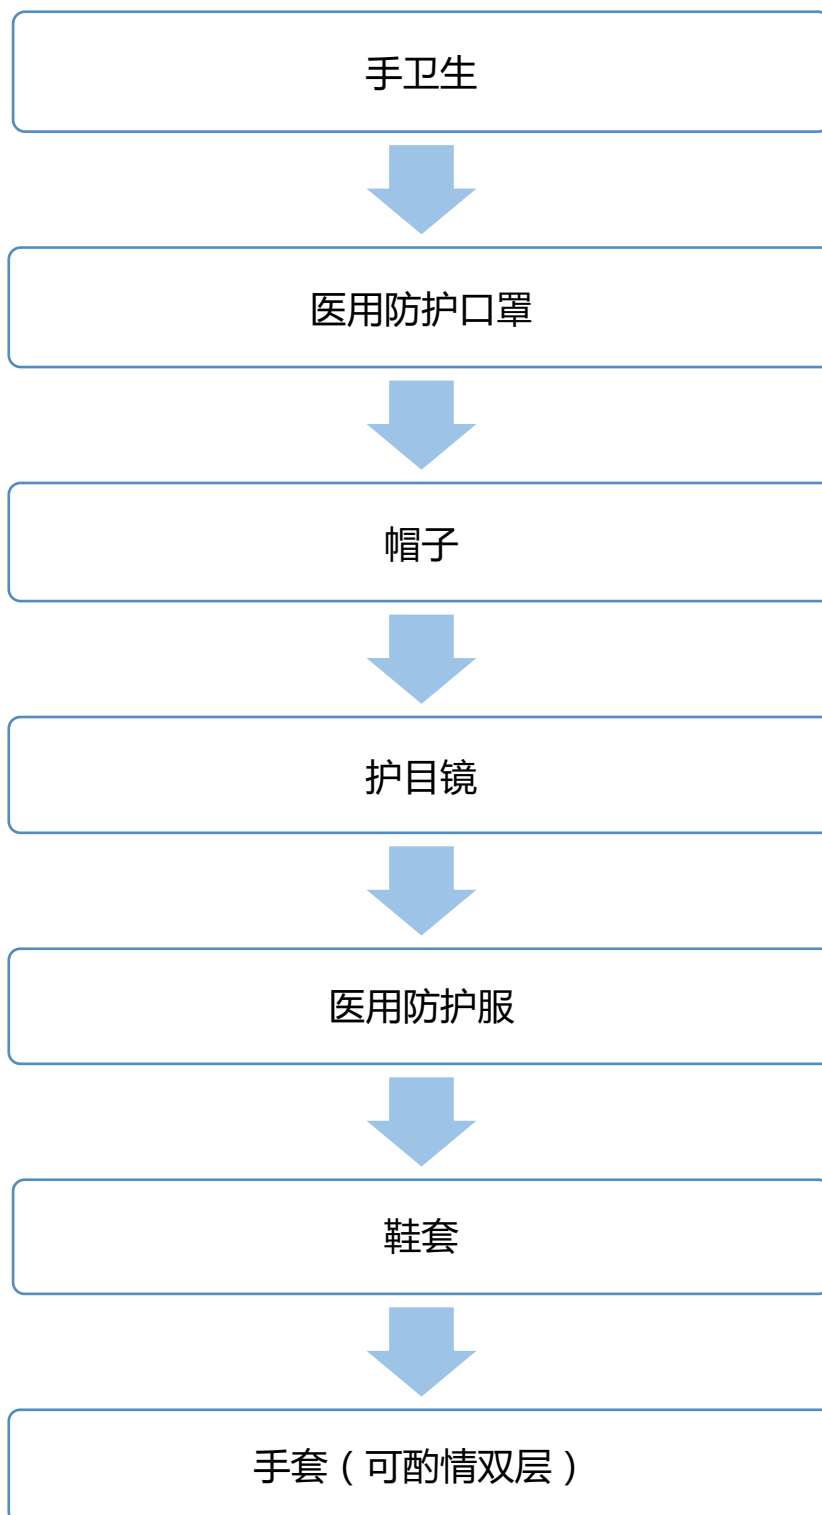 手卫生
医用防护口罩
帽子
护目镜
医用防护服
鞋套
手套（可酌情双层）